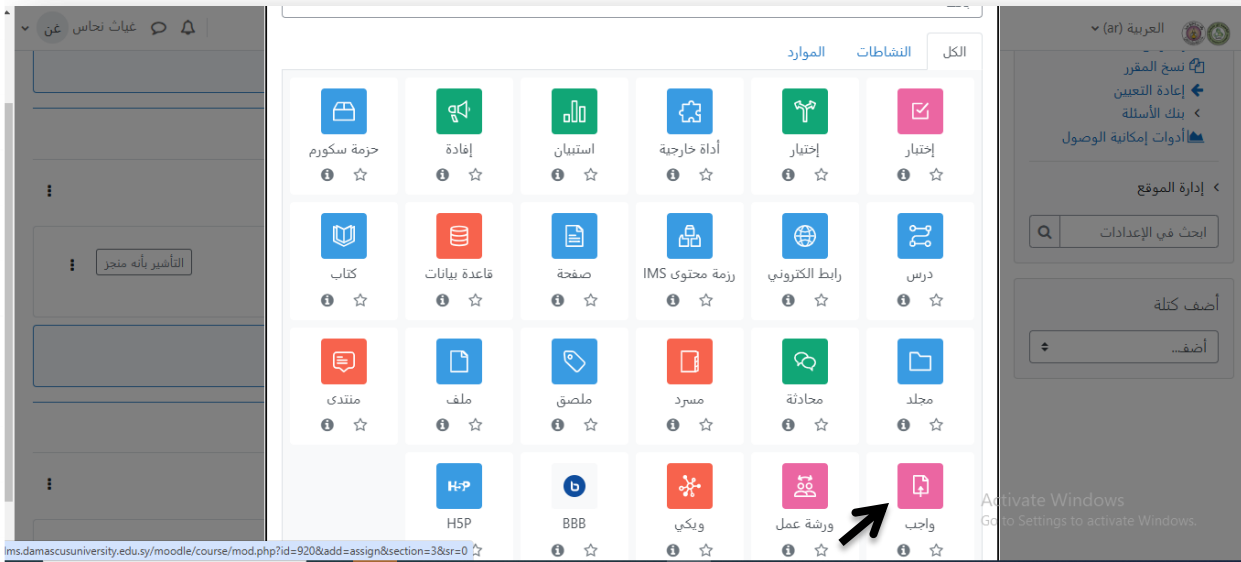 العربية (ar)
غياث نحاس
غن
نسخ المقرر
إعادة التعيين
بنك الأسئلة
أدوات إمكانية الوصول
إدارة الموقع
ابحث في الإعدادات
أضف كتلة
أضف...
الكل
النشاطات
الموارد
إختبار
إختيار
أداة خارجية
استبيان
إفادة
حزمة سكورم
درس
رابط الكتروني
رزمة محتوى IMS
صفحة
قاعدة بيانات
كتاب
مجلد
محادثة
مسرد
ملصق
ملف
منتدى
واجب
ورشة عمل
ويكي
BBB
H-P
H5P
التأشير بأنه منجز
Activate Windows
Go to Settings to activate Windows.
lms.damascusuniversity.edu.sy/moodle/course/mod.php?id=920&add=assign&section=3&sr=0